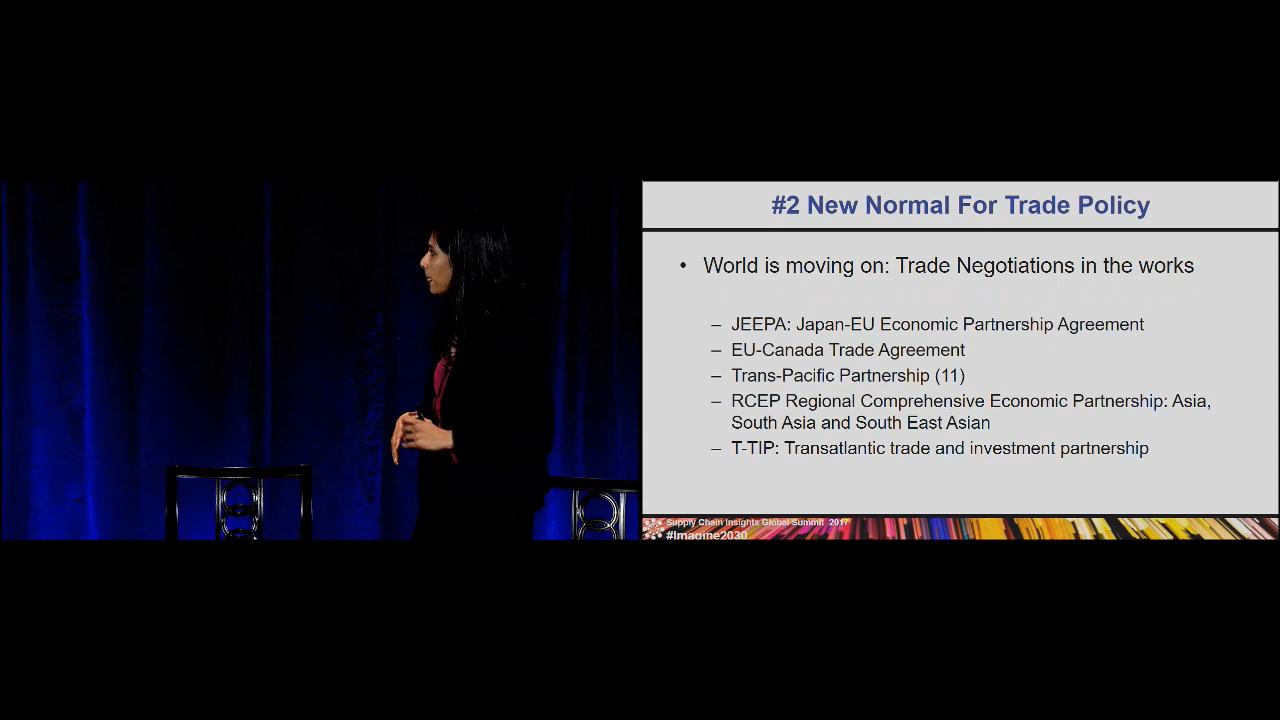 #2 New Normal For Trade Policy
• World is moving on: Trade Negotiations in the works
– JEEPA: Japan-EU Economic Partnership Agreement
– EU-Canada Trade Agreement
– Trans-Pacific Partnership (11)
– RCEP Regional Comprehensive Economic Partnership: Asia,
South Asia and South East Asian
– T-TIP: Transatlantic trade and investment partnership
Supply Chain Insights Global Summit 2017
#Imagine2030